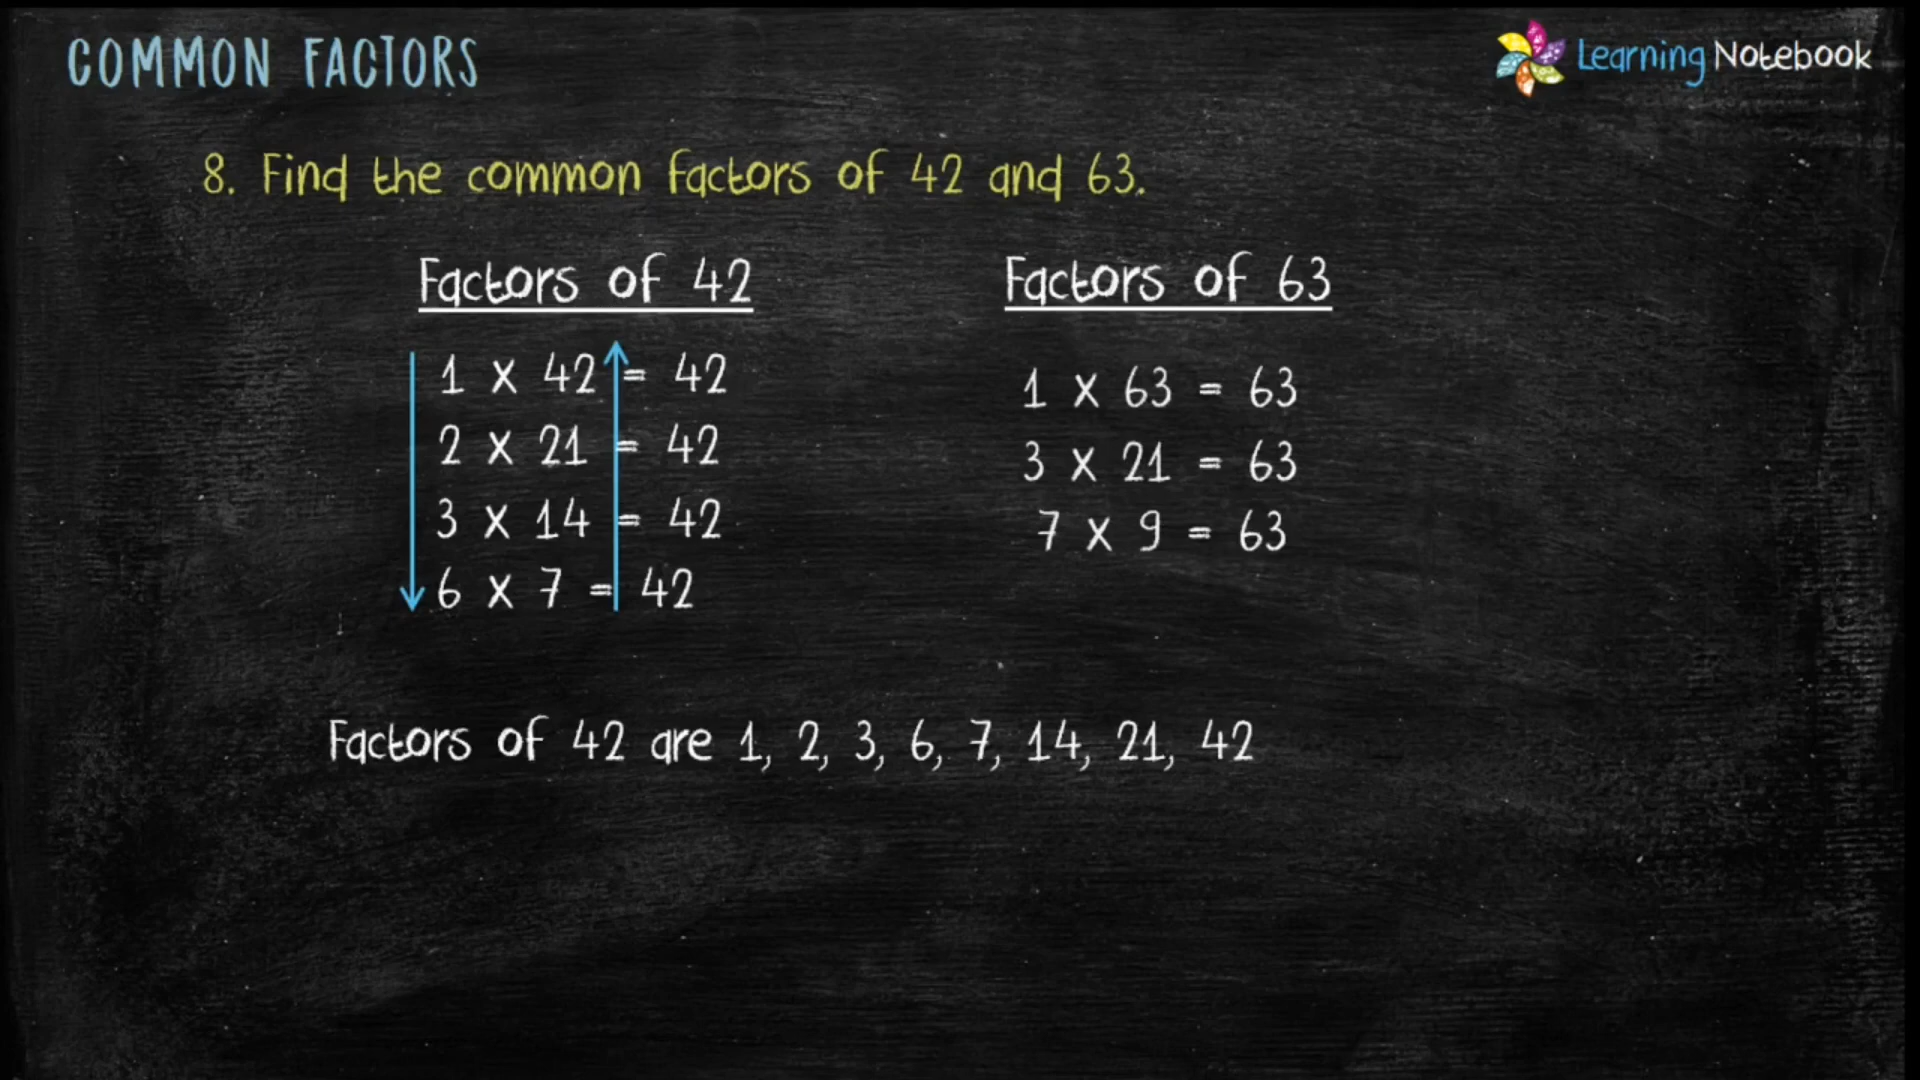 COMMON FACTORS
Learning Notebook
8. Find the common factors of 42 and 63.
Factors of 42
1 X 42 = 42
2 X 21 = 42
3 X 14 = 42
6 X 7 = 42
Factors of 63
1 X 63 = 63
3 X 21 = 63
7 X 9 = 63
Factors of 42 are 1, 2, 3, 6, 7, 14, 21, 42